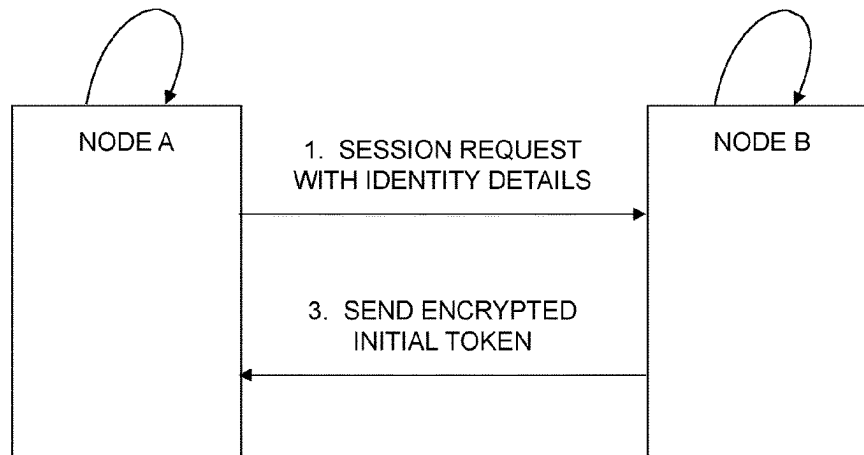 NODE A
NODE B
1. SESSION REQUEST
WITH IDENTITY DETAILS
3. SEND ENCRYPTED
INITIAL TOKEN